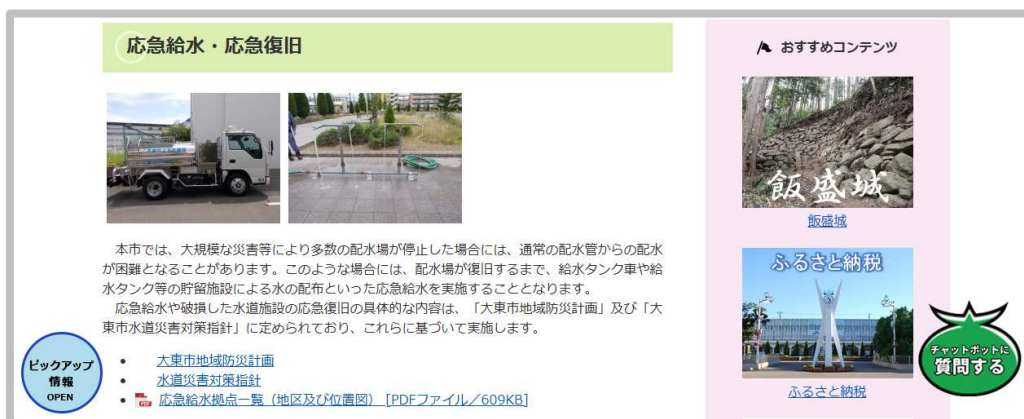 応急給水・応急復旧
本市では、大規模な災害等により多数の配水場が停止した場合には、通常の配水管からの配水
が困難となることがあります。このような場合には、配水場が復旧するまで、給水タンク車や給
水タンク等の貯留施設による水の配布といった応急給水を実施することとなります。
応急給水や破損した水道施設の応急復旧の具体的な内容は、「大東市地域防災計画」及び「大
東市水道災害対策指針」に定められており、これらに基づいて実施します。
• 大東市地域防災計画
• 水道災害対策指針
• 応急給水拠点一覧（地区及び位置図） [PDFファイル／609KB]
おすすめコンテンツ
飯盛城
飯盛城
ふるさと納税
ふるさと納税
ピックアップ
情報
OPEN
チャットボットに
質問する